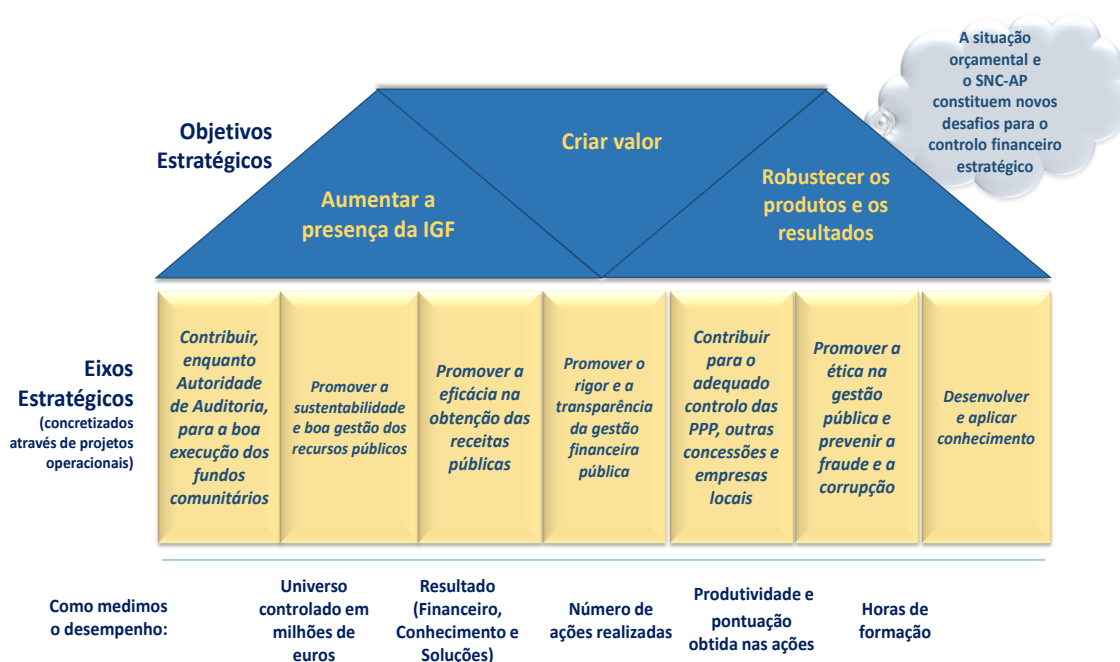 A situação
orçamental e
o SNC-AP
constituem novos
desafios para o
controlo financeiro
estratégico
Objetivos
Estratégicos
Criar valor
Aumentar a
presença da IGF
Robustecer os
produtos e os
resultados
Eixos
Estratégicos
(concretizados
através de projetos
operacionais)
Contribuir,
enquanto
Autoridade
de Auditoria,
para a boa
execução dos
fundos
comunitários
Promover a
sustentabilidade
e boa gestão dos
recursos públicos
Promover a
eficácia na
obtenção das
receitas
públicas
Promover o
rigor e a
transparência
da gestão
financeira
pública
Contribuir
para o
adequado
controlo das
PPP, outras
concessões e
empresas
locais
Promover a
ética na
gestão
pública e
prevenir a
fraude e a
corrupção
Desenvolver
e aplicar
conhecimento
Como medimos
o desempenho:
Universo
controlado em
milhões de
euros
Resultado
(Financeiro,
Conhecimento e
Soluções)
Número de
ações realizadas
Produtividade e
pontuação
obtida nas ações
Horas de
formação